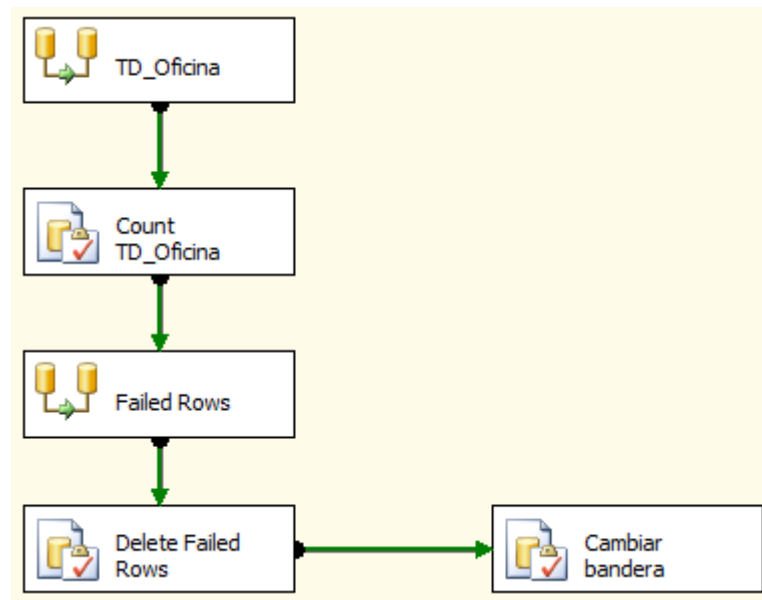 TD_Oficina
Count
TD_Oficina
Failed Rows
Delete Failed
Rows
Cambiar
bandera